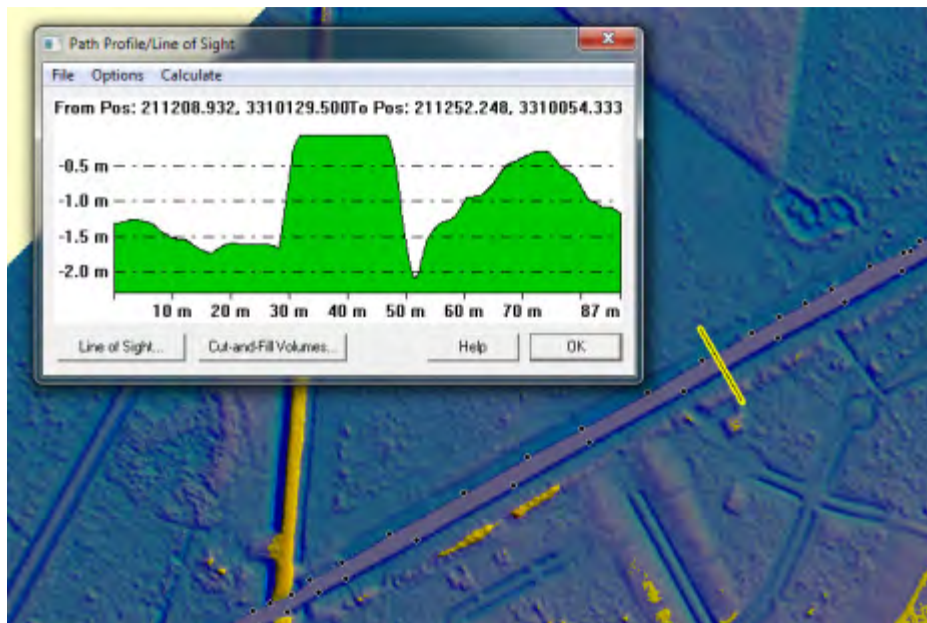 Path Profile/Line of Sight
File Options Calculate
From Pos: 211208.932, 3310129.500To Pos: 211252.248, 3310054.333
-0.5 m
-1.0 m
-1.5 m
-2.0 m
10 m 20 m 30 m 40 m 50 m 60 m 70 m 87 m
Line of Sight... Cut-and-Fill Volumes... Help OK